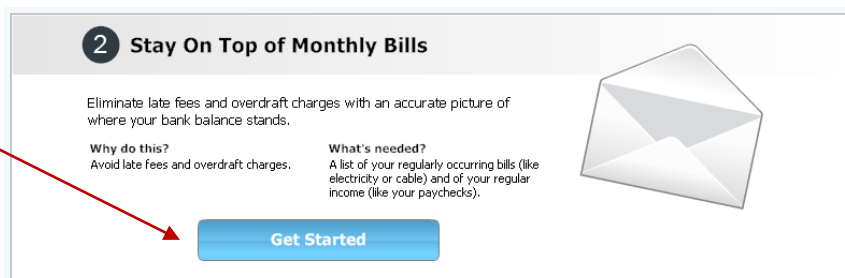 2 Stay On Top of Monthly Bills
Eliminate late fees and overdraft charges with an accurate picture of
where your bank balance stands.
Why do this?
Avoid late fees and overdraft charges.
What's needed?
A list of your regularly occurring bills (like
electricity or cable) and of your regular
income (like your paychecks).
Get Started